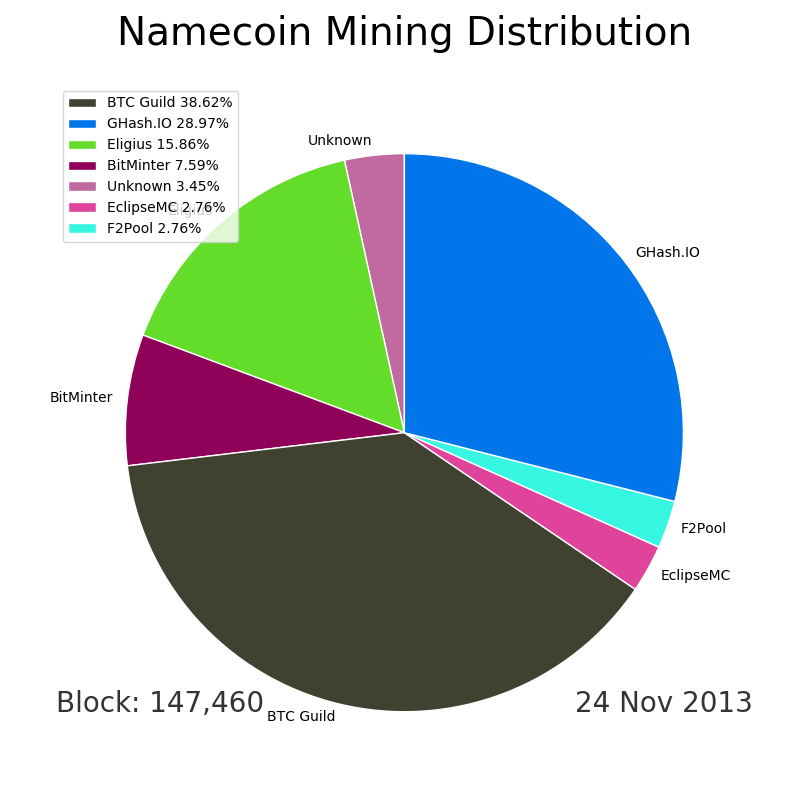 Namecoin Mining Distribution
BTC Guild 38.62%
GHash.IO 28.97%
Eligius 15.86%
BitMinter 7.59%
Unknown 3.45%
EclipseMC 2.76%
F2Pool 2.76%
Unknown
Eligius
GHash.IO
BitMinter
F2Pool
EclipseMC
Block: 147,460
24 Nov 2013
BTC Guild